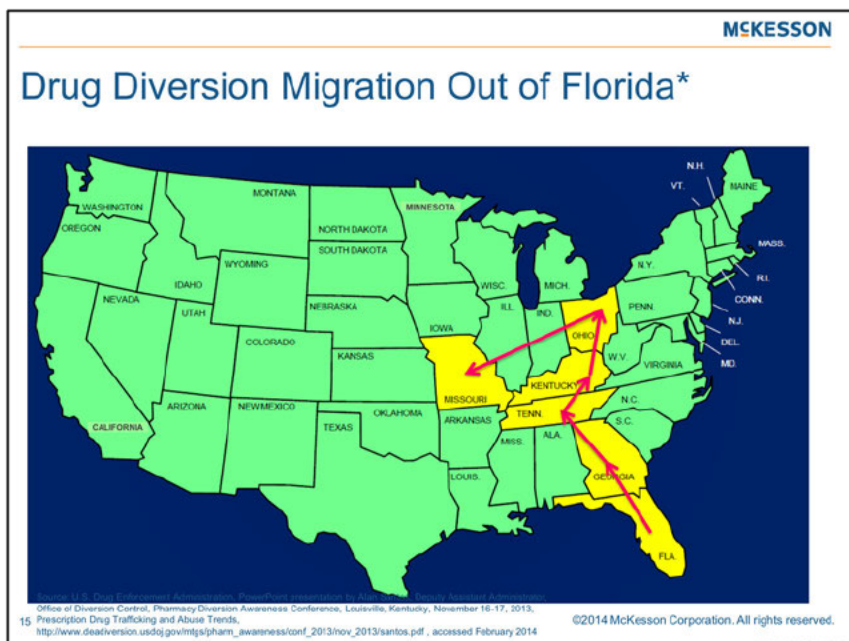 MCKESSON
Drug Diversion Migration Out of Florida*
N.H.
VT.
MAINE
WASHINGTON
MONTANA
MINNESOTA
NORTH DAKOTA
OREGON
SOUTH DAKOTA
MASS.
WYOMING
N.Y.
IDAHO
WISC.
MICH.
R.I.
CONN.
NEVADA
NEBRASKA
ILL.
IND.
PENN
UTAH
IOWA
OHIO
N.J.
COLORADO
W.V.
DEL.
KANSAS
VIRGINIA
MD.
MISSOURI
KENTUCKY
ARIZONA
NEW MEXICO
OKLAHOMA
TENN.
N.C.
CALIFORNIA
TEXAS
ARKANSAS
S.C.
MISS.
ALA.
LOUIS.
GEORGIA
FLA.
Source: U.S. Drug Enforcement Administration, PowerPoint presentation by Alan Deputy Assistant Administrator,
Office of Diversion Control, Pharmacy Diversion Awareness Conference, Louisville, Kentucky, November 16-17, 2013,
15 Prescription Drug Trafficking and Abuse Trends,
http://www.deadiversion.usdoj.gov/mtgs/pharm_awareness/conf_2013/nov_2013/santos.pdf , accessed February 2014
©2014 McKesson Corporation. All rights reserved.